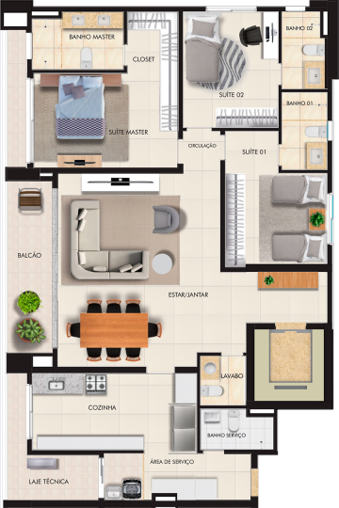 BANHO MASTER
CLOSET
BANHO 02
SUÍTE 02
BANHO 01
SUÍTE MASTER
CIRCULAÇÃO
SUÍTE 01
BALCÃO
ESTAR/JANTAR
LAVABO
COZINHA
BANHO SERVIÇO
ÁREA DE SERVIÇO
LAJE TÉCNICA